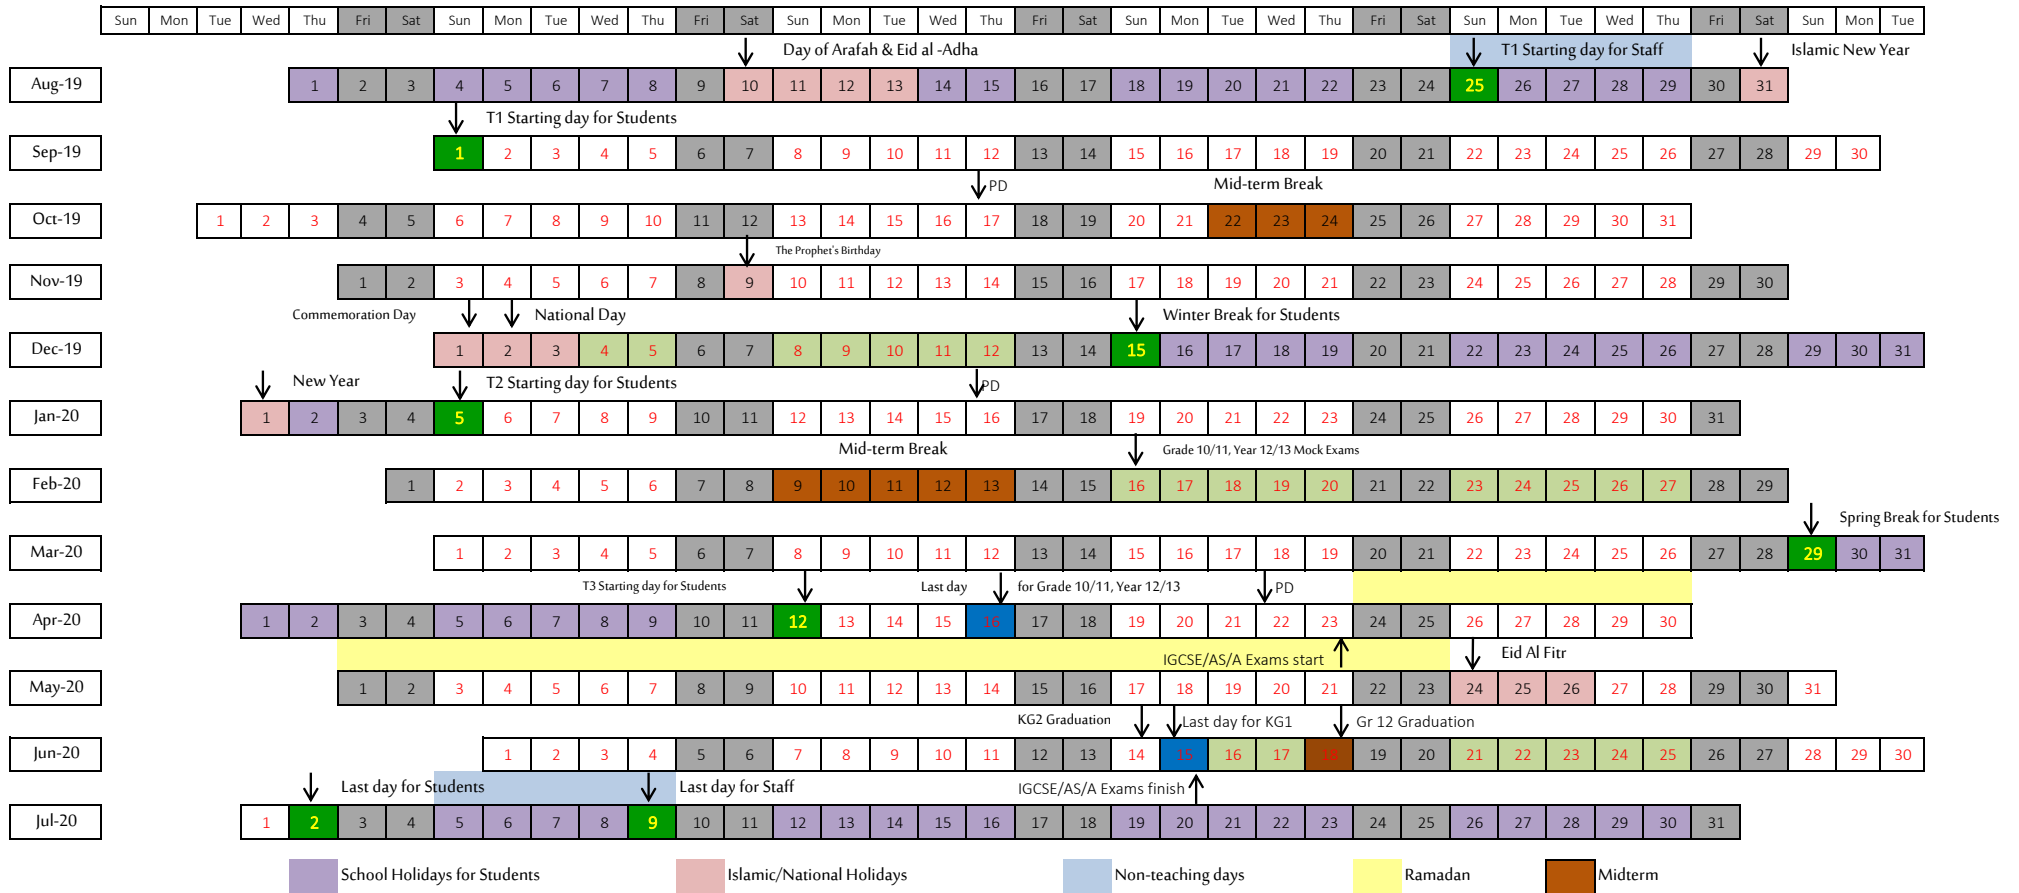 Sun Mon Tue Wed Thu Fri Sat Sun Mon Tue Wed Thu Fri Sat Sun Mon Tue Wed Thu Fri Sat Sun Mon Tue Wed Thu Fri Sat Sun Mon Tue Wed Thu Fri Sat Sun Mon Tue
Day of Arafah & Eid al -Adha T1 Starting day for Staff Islamic New Year
Aug-19 1 2 3 4 5 6 7 8 9 10 11 12 13 14 15 16 17 18 19 20 21 22 23 24 25 26 27 28 29 30 31
T1 Starting day for Students
Sep-19 1 2 3 4 5 6 7 8 9 10 11 12 13 14 15 16 17 18 19 20 21 22 23 24 25 26 27 28 29 30
PD Mid-term Break
Oct-19 1 2 3 4 5 6 7 8 9 10 11 12 13 14 15 16 17 18 19 20 21 22 23 24 25 26 27 28 29 30 31
The Prophet's Birthday
Nov-19 1 2 3 4 5 6 7 8 9 10 11 12 13 14 15 16 17 18 19 20 21 22 23 24 25 26 27 28 29 30
Commemoration Day National Day Winter Break for Students
Dec-19 1 2 3 4 5 6 7 8 9 10 11 12 13 14 15 16 17 18 19 20 21 22 23 24 25 26 27 28 29 30 31
New Year T2 Starting day for Students PD
Jan-20 1 2 3 4 5 6 7 8 9 10 11 12 13 14 15 16 17 18 19 20 21 22 23 24 25 26 27 28 29 30 31
Mid-term Break Grade 10/11, Year 12/13 Mock Exams
Feb-20 1 2 3 4 5 6 7 8 9 10 11 12 13 14 15 16 17 18 19 20 21 22 23 24 25 26 27 28 29
Spring Break for Students
Mar-20 1 2 3 4 5 6 7 8 9 10 11 12 13 14 15 16 17 18 19 20 21 22 23 24 25 26 27 28 29 30 31
T3 Starting day for Students Last day for Grade 10/11, Year 12/13 PD
Apr-20 1 2 3 4 5 6 7 8 9 10 11 12 13 14 15 16 17 18 19 20 21 22 23 24 25 26 27 28 29 30
IGCSE/AS/A Exams start Eid Al Fitr
May-20 1 2 3 4 5 6 7 8 9 10 11 12 13 14 15 16 17 18 19 20 21 22 23 24 25 26 27 28 29 30 31
KG2 Graduation Last day for KG1 Gr 12 Graduation
Jun-20 1 2 3 4 5 6 7 8 9 10 11 12 13 14 15 16 17 18 19 20 21 22 23 24 25 26 27 28 29 30
Last day for Students Last day for Staff IGCSE/AS/A Exams finish
Jul-20 1 2 3 4 5 6 7 8 9 10 11 12 13 14 15 16 17 18 19 20 21 22 23 24 25 26 27 28 29 30 31
School Holidays for Students Islamic/National Holidays Non-teaching days Ramadan Midterm